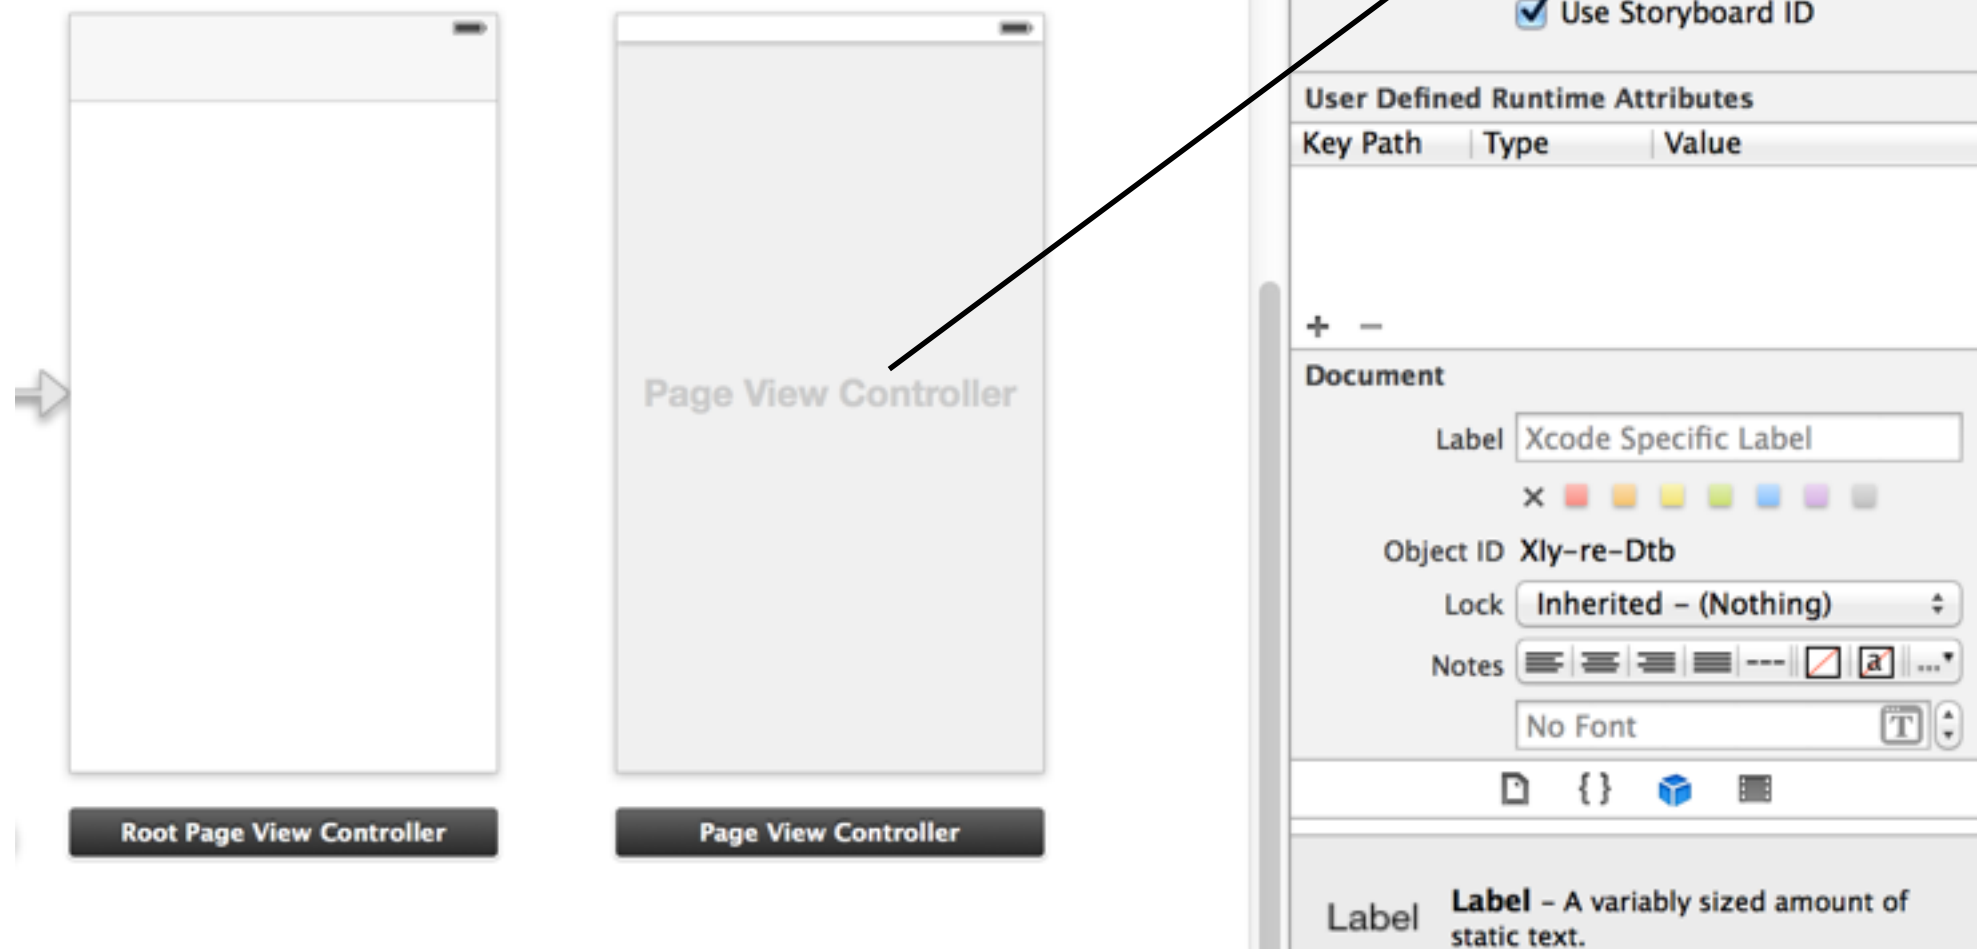 Page View Controller
Root Page View Controller
Page View Controller
Use Storyboard ID
User Defined Runtime Attributes
Key Path Type Value
Document
Label Xcode Specific Label
Object ID Xly-re-Dtb
Lock Inherited – (Nothing)
Notes a ...
No Font T
{ }
Label
Label – A variably sized amount of
static text.